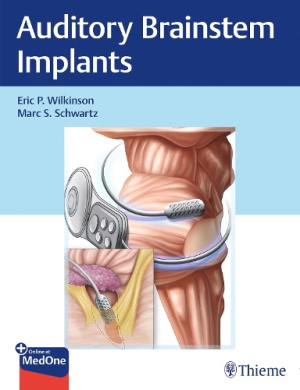 Auditory Brainstem
Implants
Eric P. Wilkinson
Marc S. Schwartz
+ Online at
MedOne
Thieme